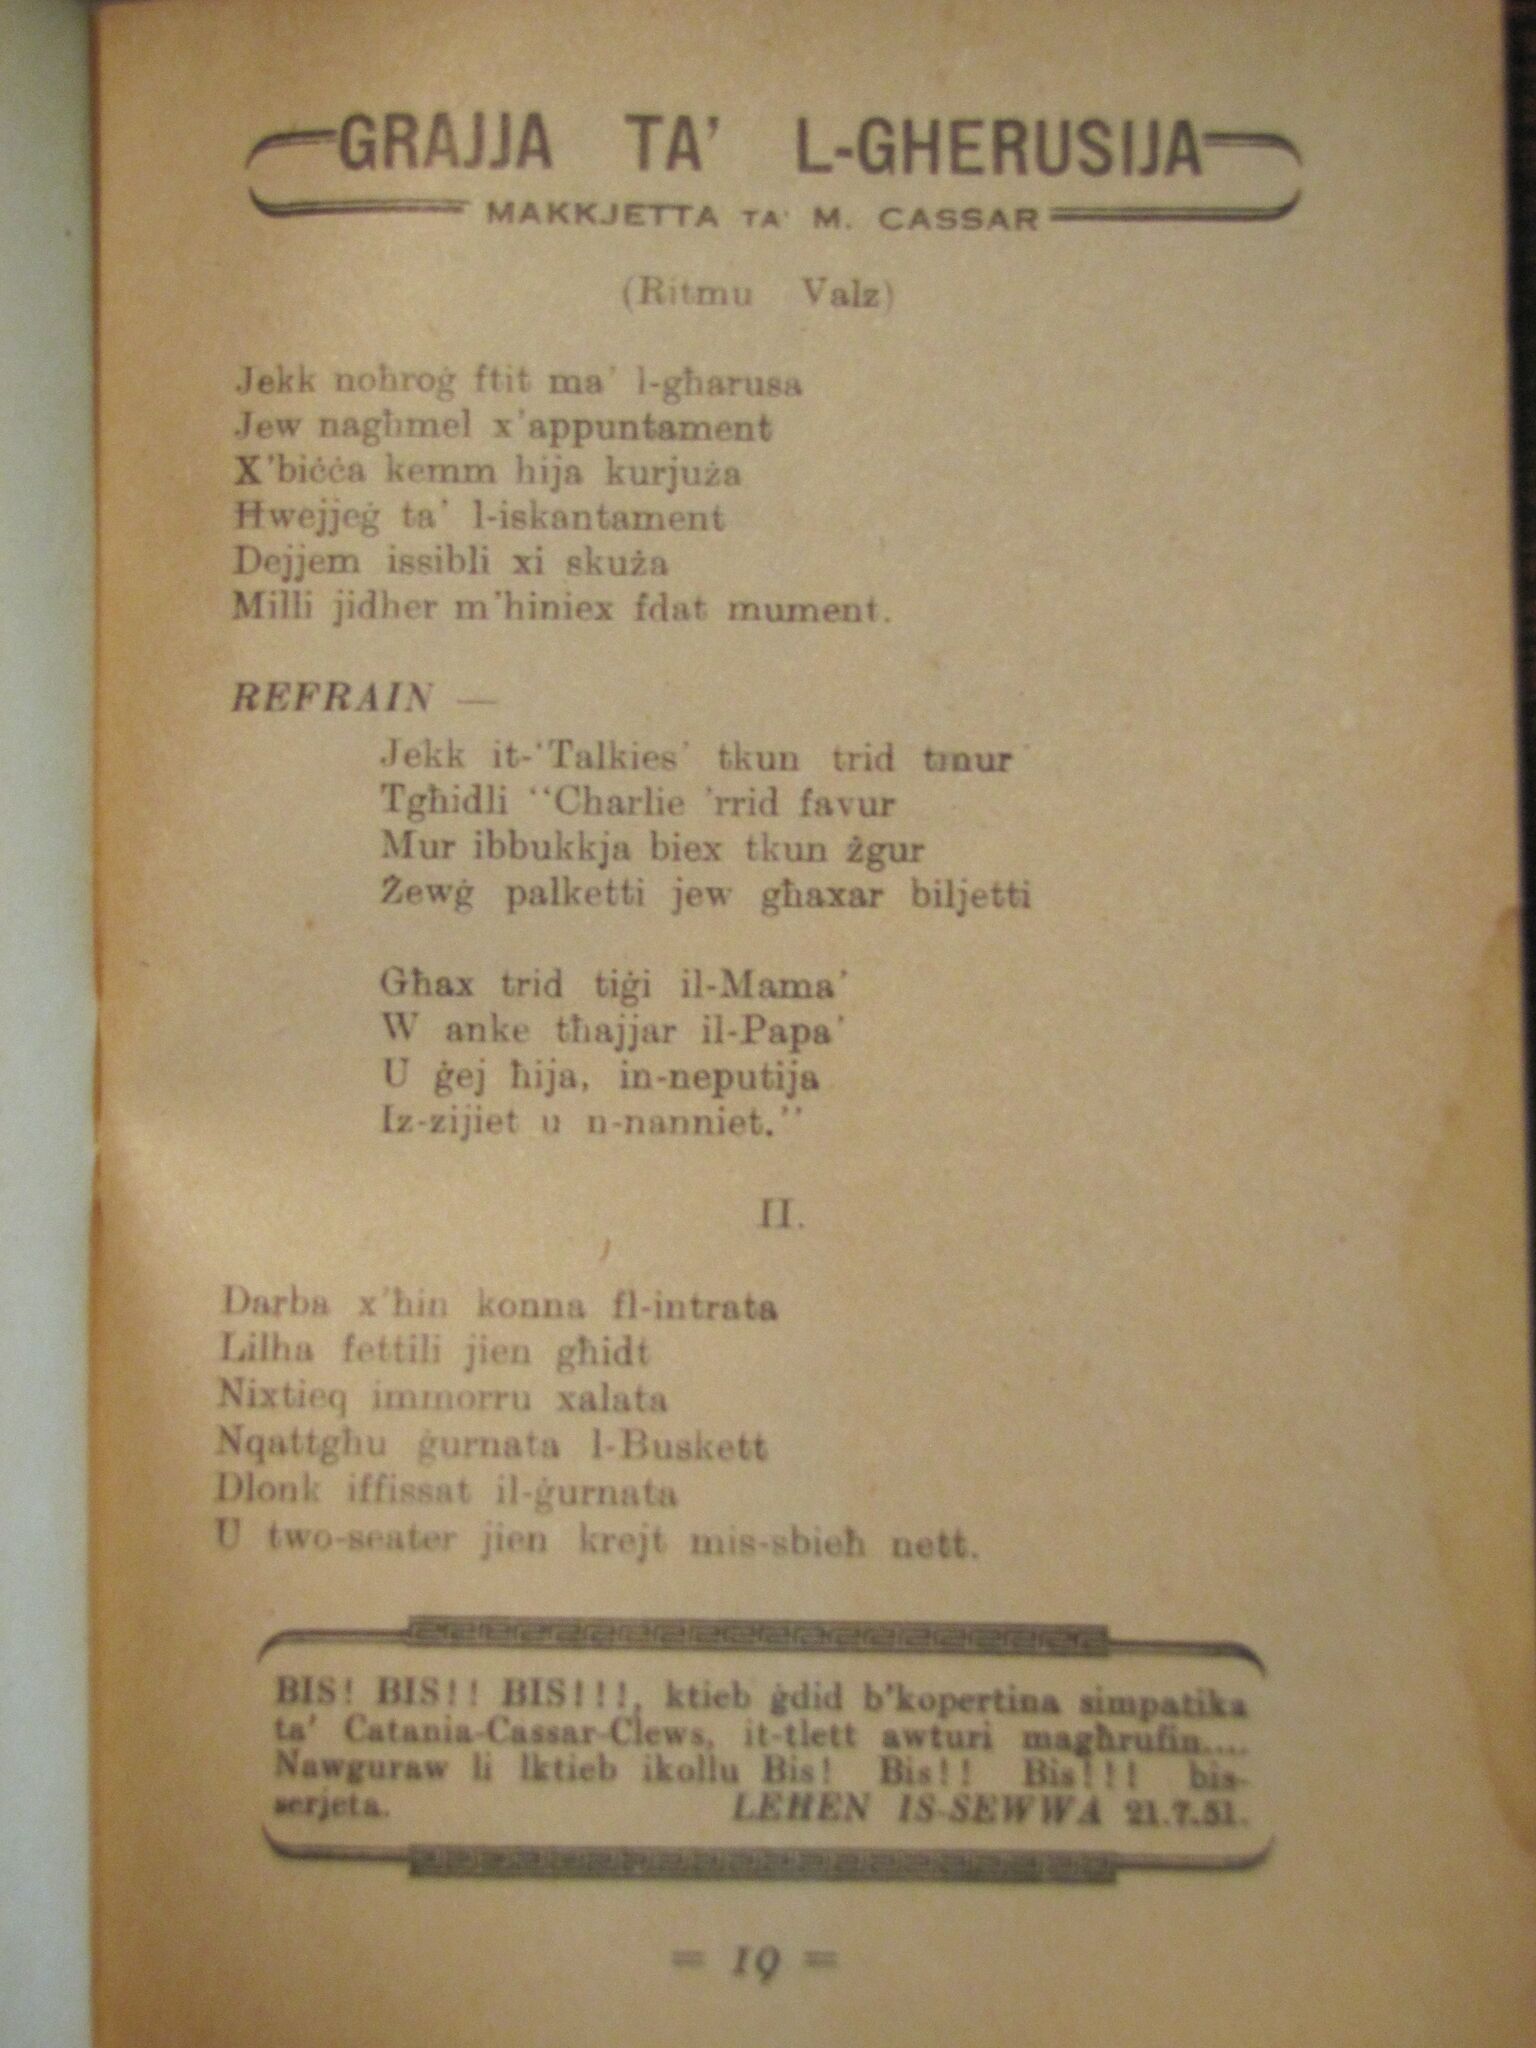 GRAJJA TA' L-GHERUSIJA
MAKKJETTA TA' M. CASSAR
(Ritmu Valz)
Jekk noħroġ ftit ma' l-għarusa
Jew nagħmel x'appuntament
X'biċċa kemm hija kurjuża
Ħwejjeġ ta' l-iskantament
Dejjem issibli xi skuża
Milli jidher m'hiniex fdat mument.
REFRAIN —
Jekk it-'Talkies' tkun trid tmur
Tgħidli "Charlie 'rrid favur
Mur ibbukkja biex tkun żgur
Żewġ palketti jew għaxar biljetti
Għax trid tiġi il-Mama'
W anke tħajjar il-Papa'
U ġej ħija, in-neputija
Iz-zijiet u n-nanniet."
II.
Darba x'ħin konna fl-intrata
Lilha fettili jien għidt
Nixtieq immorru xalata
Nqattgħu ġurnata l-Buskett
Dlonk iffissat il-ġurnata
U two-seater jien krejt mis-sbieħ nett.
BIS! BIS!! BIS!!!, ktieb ġdid b'kopertina simpatika
ta' Catania-Cassar-Clews, it-tlett awturi magħrufin....
Nawguraw li lktieb ikollu Bis! Bis!! Bis!!! bis-
serjeta. LEĦEN IS-SEWWA 21.7.51.
= 19 =